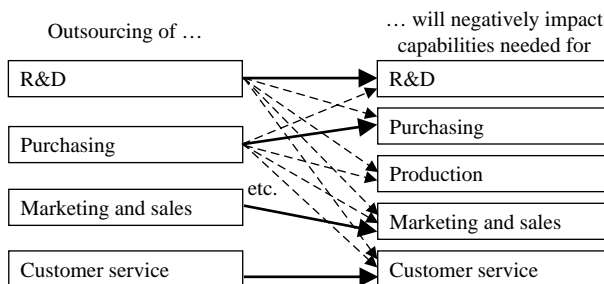 Outsourcing of …
… will negatively impact
capabilities needed for
R&D
R&D
Purchasing
Purchasing
Production
etc.
Marketing and sales
Marketing and sales
Customer service
Customer service